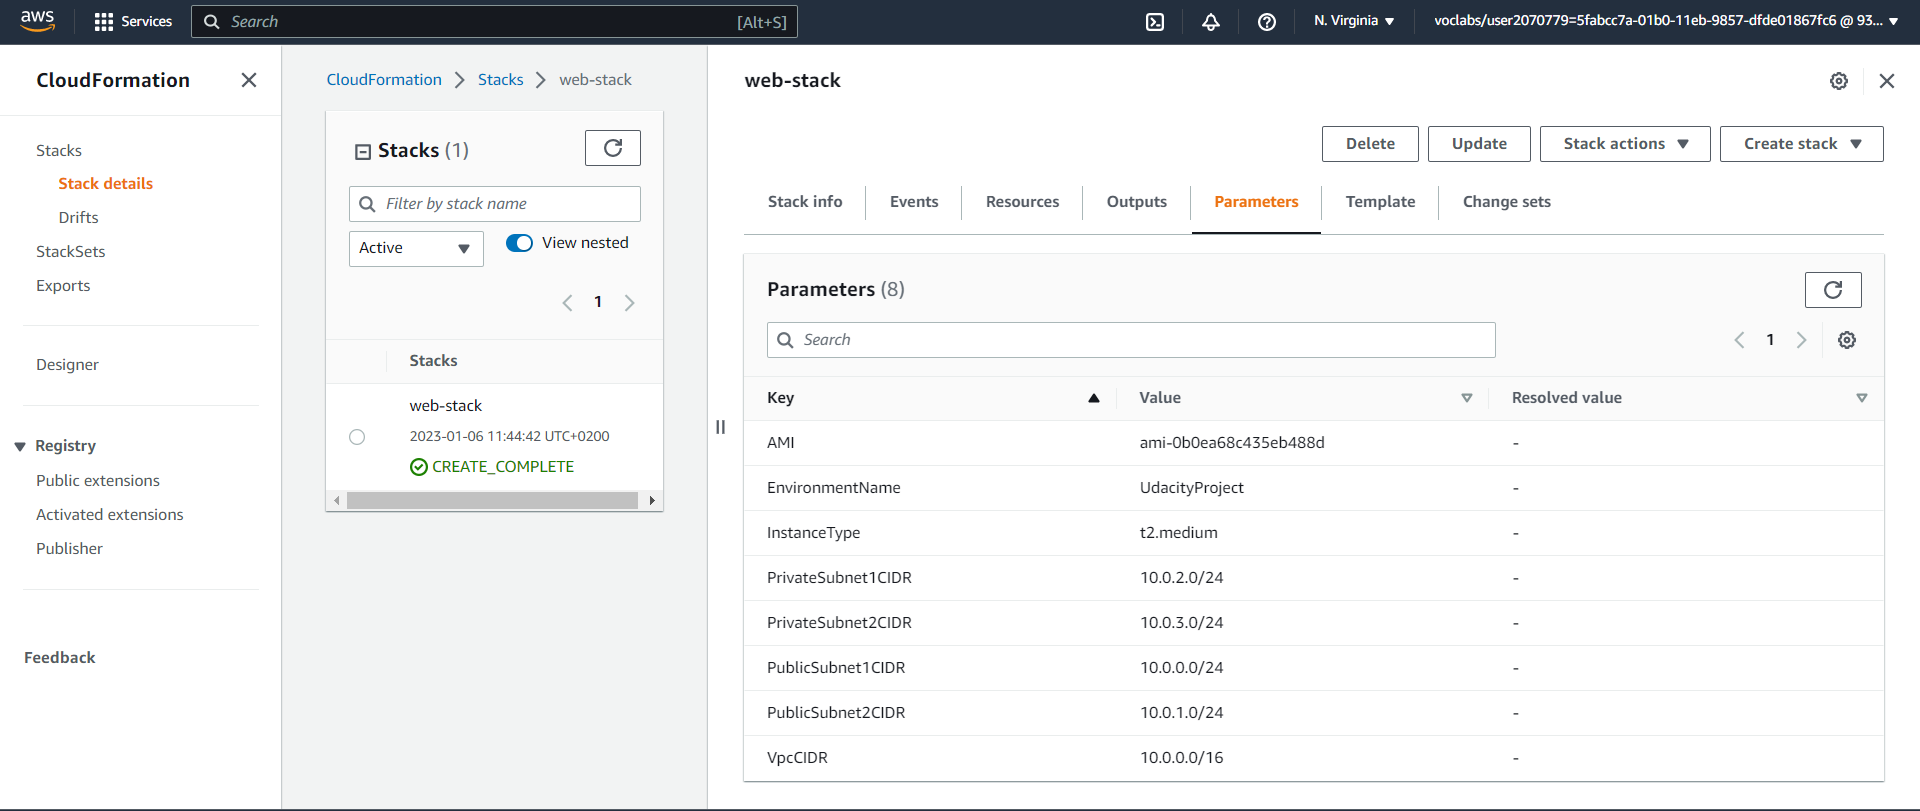 aws
Services
Search [Alt+S]
N. Virginia
voclabs/user2070779=5fabcc7a-01b0-11eb-9857-dfde01867fc6 @ 93...
CloudFormation
Stacks
Stack details
Drifts
StackSets
Exports
Designer
Registry
Public extensions
Activated extensions
Publisher
Feedback
CloudFormation Stacks web-stack
Stacks (1)
Filter by stack name
Active
View nested
1
Stacks
web-stack
2023-01-06 11:44:42 UTC+0200
CREATE_COMPLETE
web-stack
Delete Update Stack actions Create stack
Stack info Events Resources Outputs Parameters Template Change sets
Parameters (8)
Search
1
Key Value Resolved value
AMI ami-0b0ea68c435eb488d -
EnvironmentName UdacityProject -
InstanceType t2.medium -
PrivateSubnet1CIDR 10.0.2.0/24 -
PrivateSubnet2CIDR 10.0.3.0/24 -
PublicSubnet1CIDR 10.0.0.0/24 -
PublicSubnet2CIDR 10.0.1.0/24 -
VpcCIDR 10.0.0.0/16 -